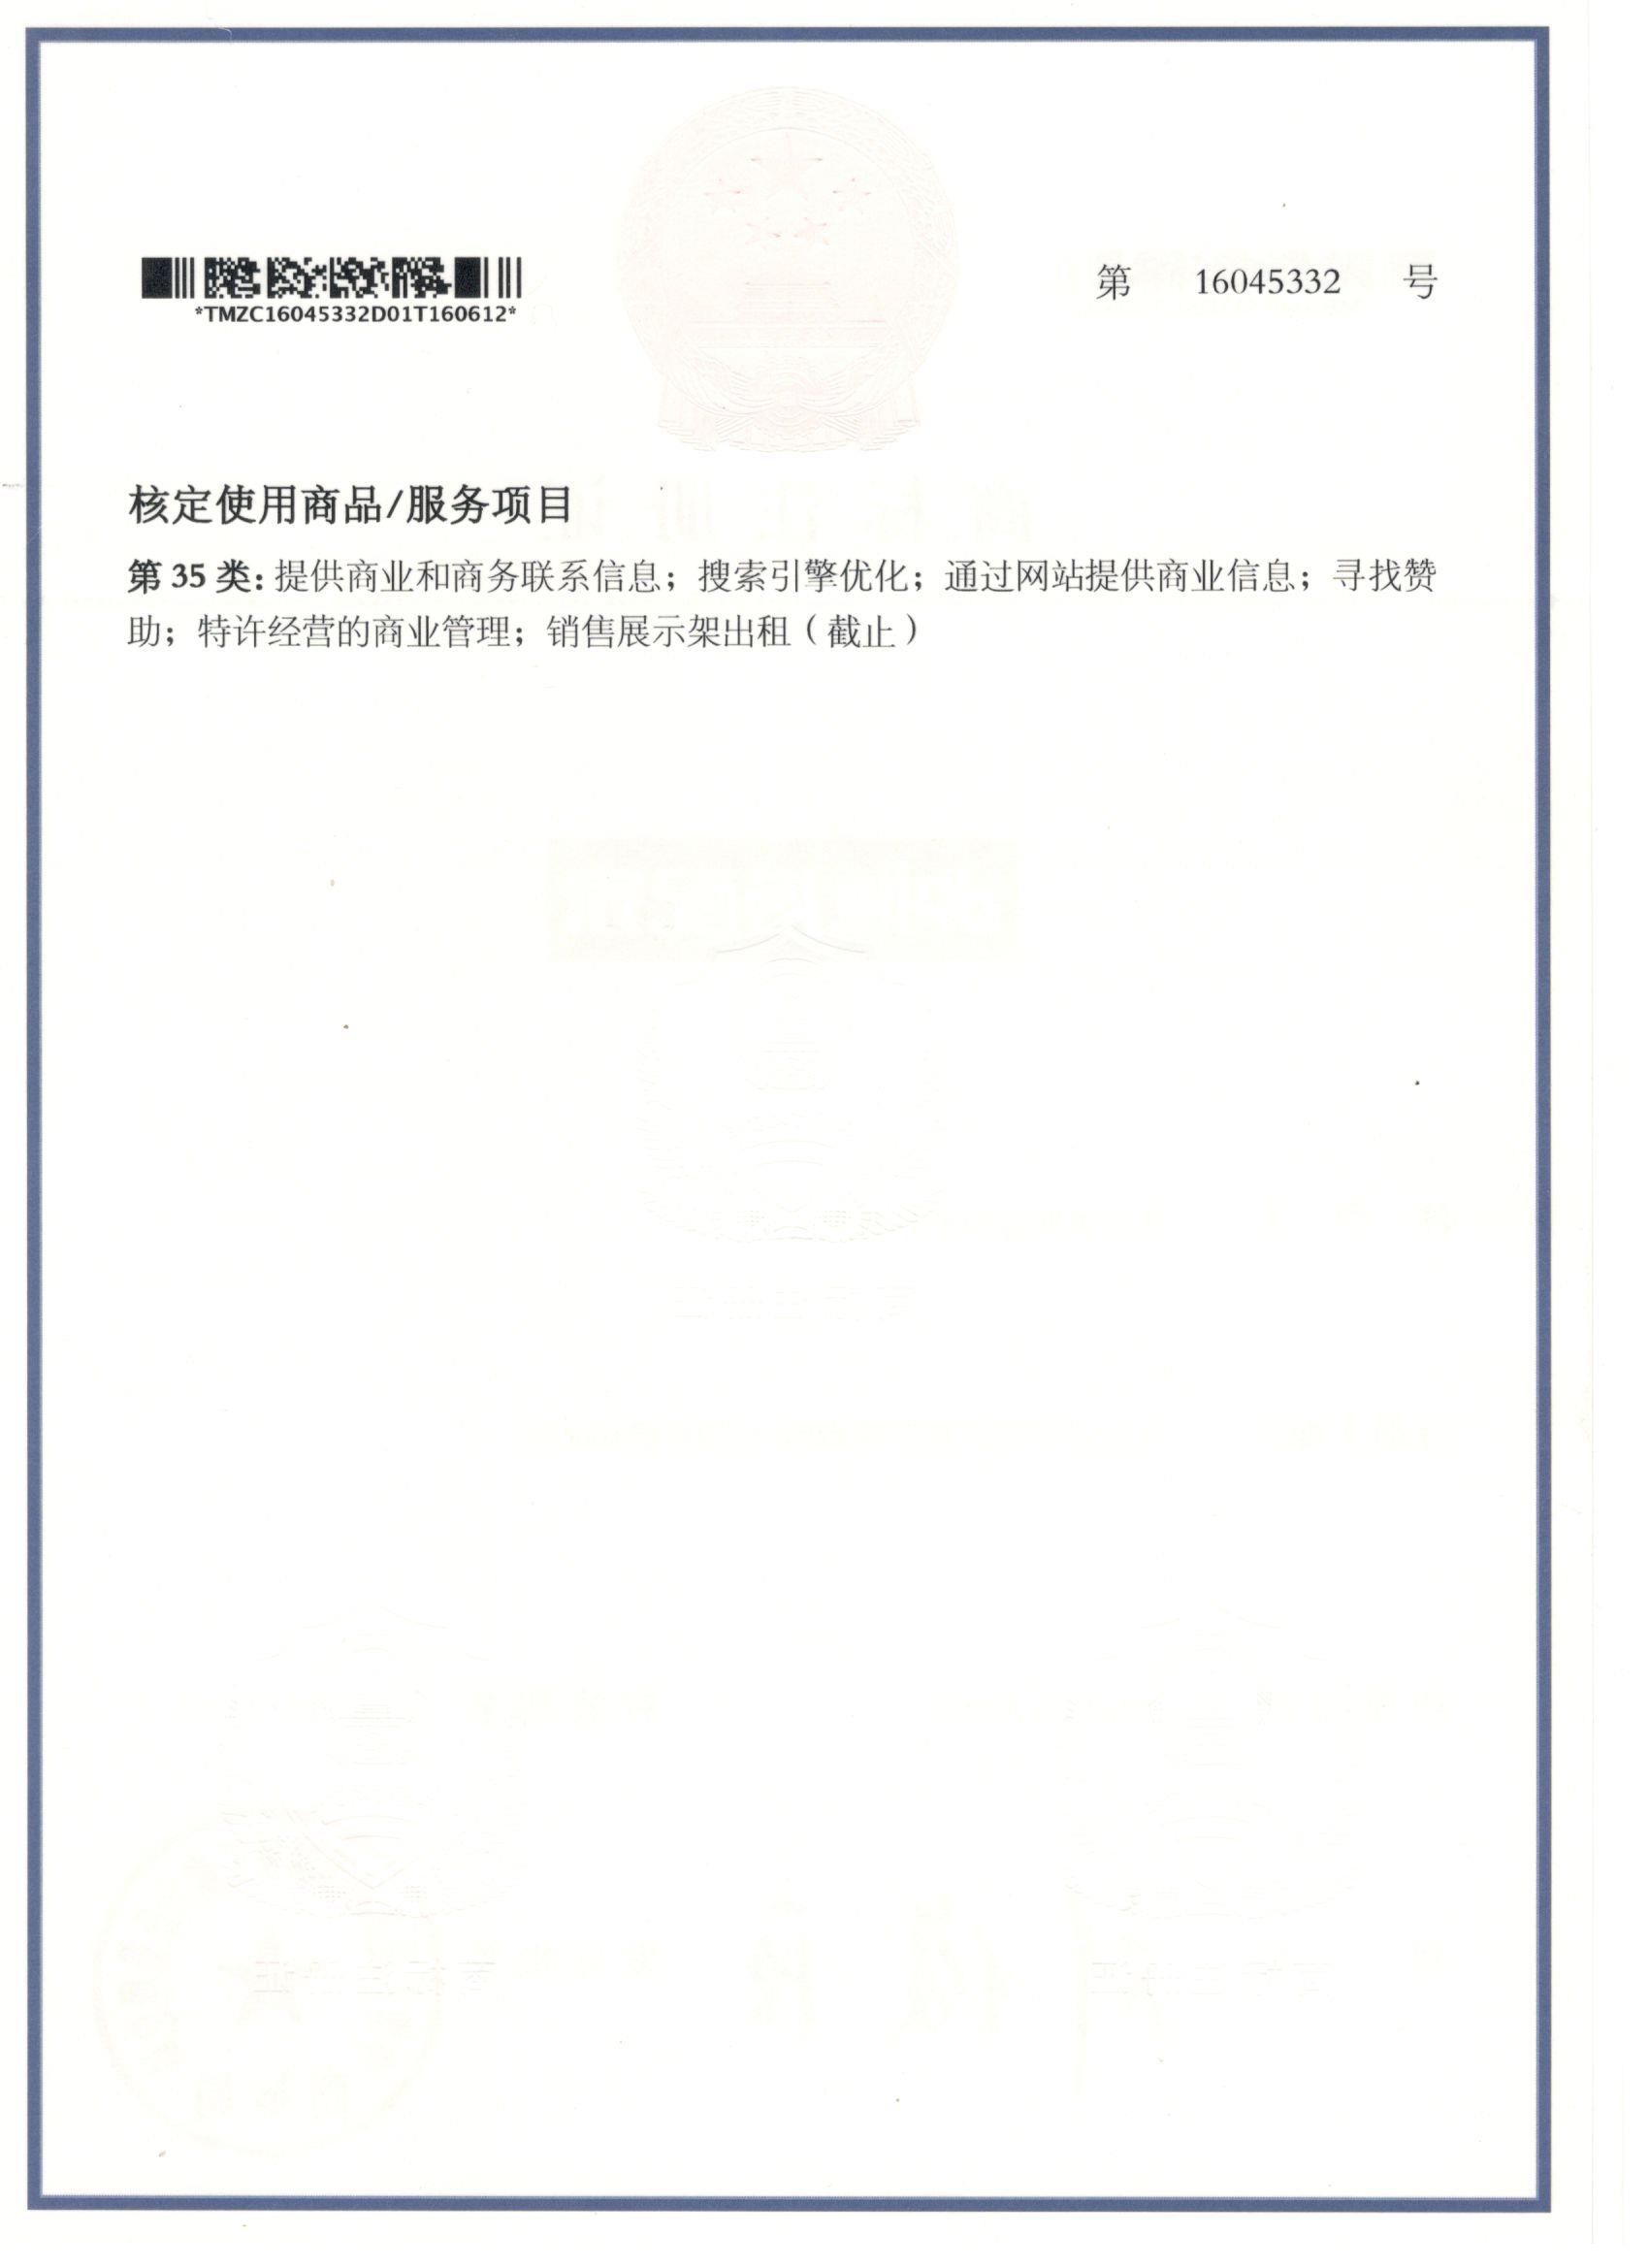 第 16045332 号
*TMZC16045332D01T160612*
核定使用商品/服务项目
第 35 类: 提供商业和商务联系信息；搜索引擎优化；通过网站提供商业信息；寻找赞
助；特许经营的商业管理；销售展示架出租（截止）